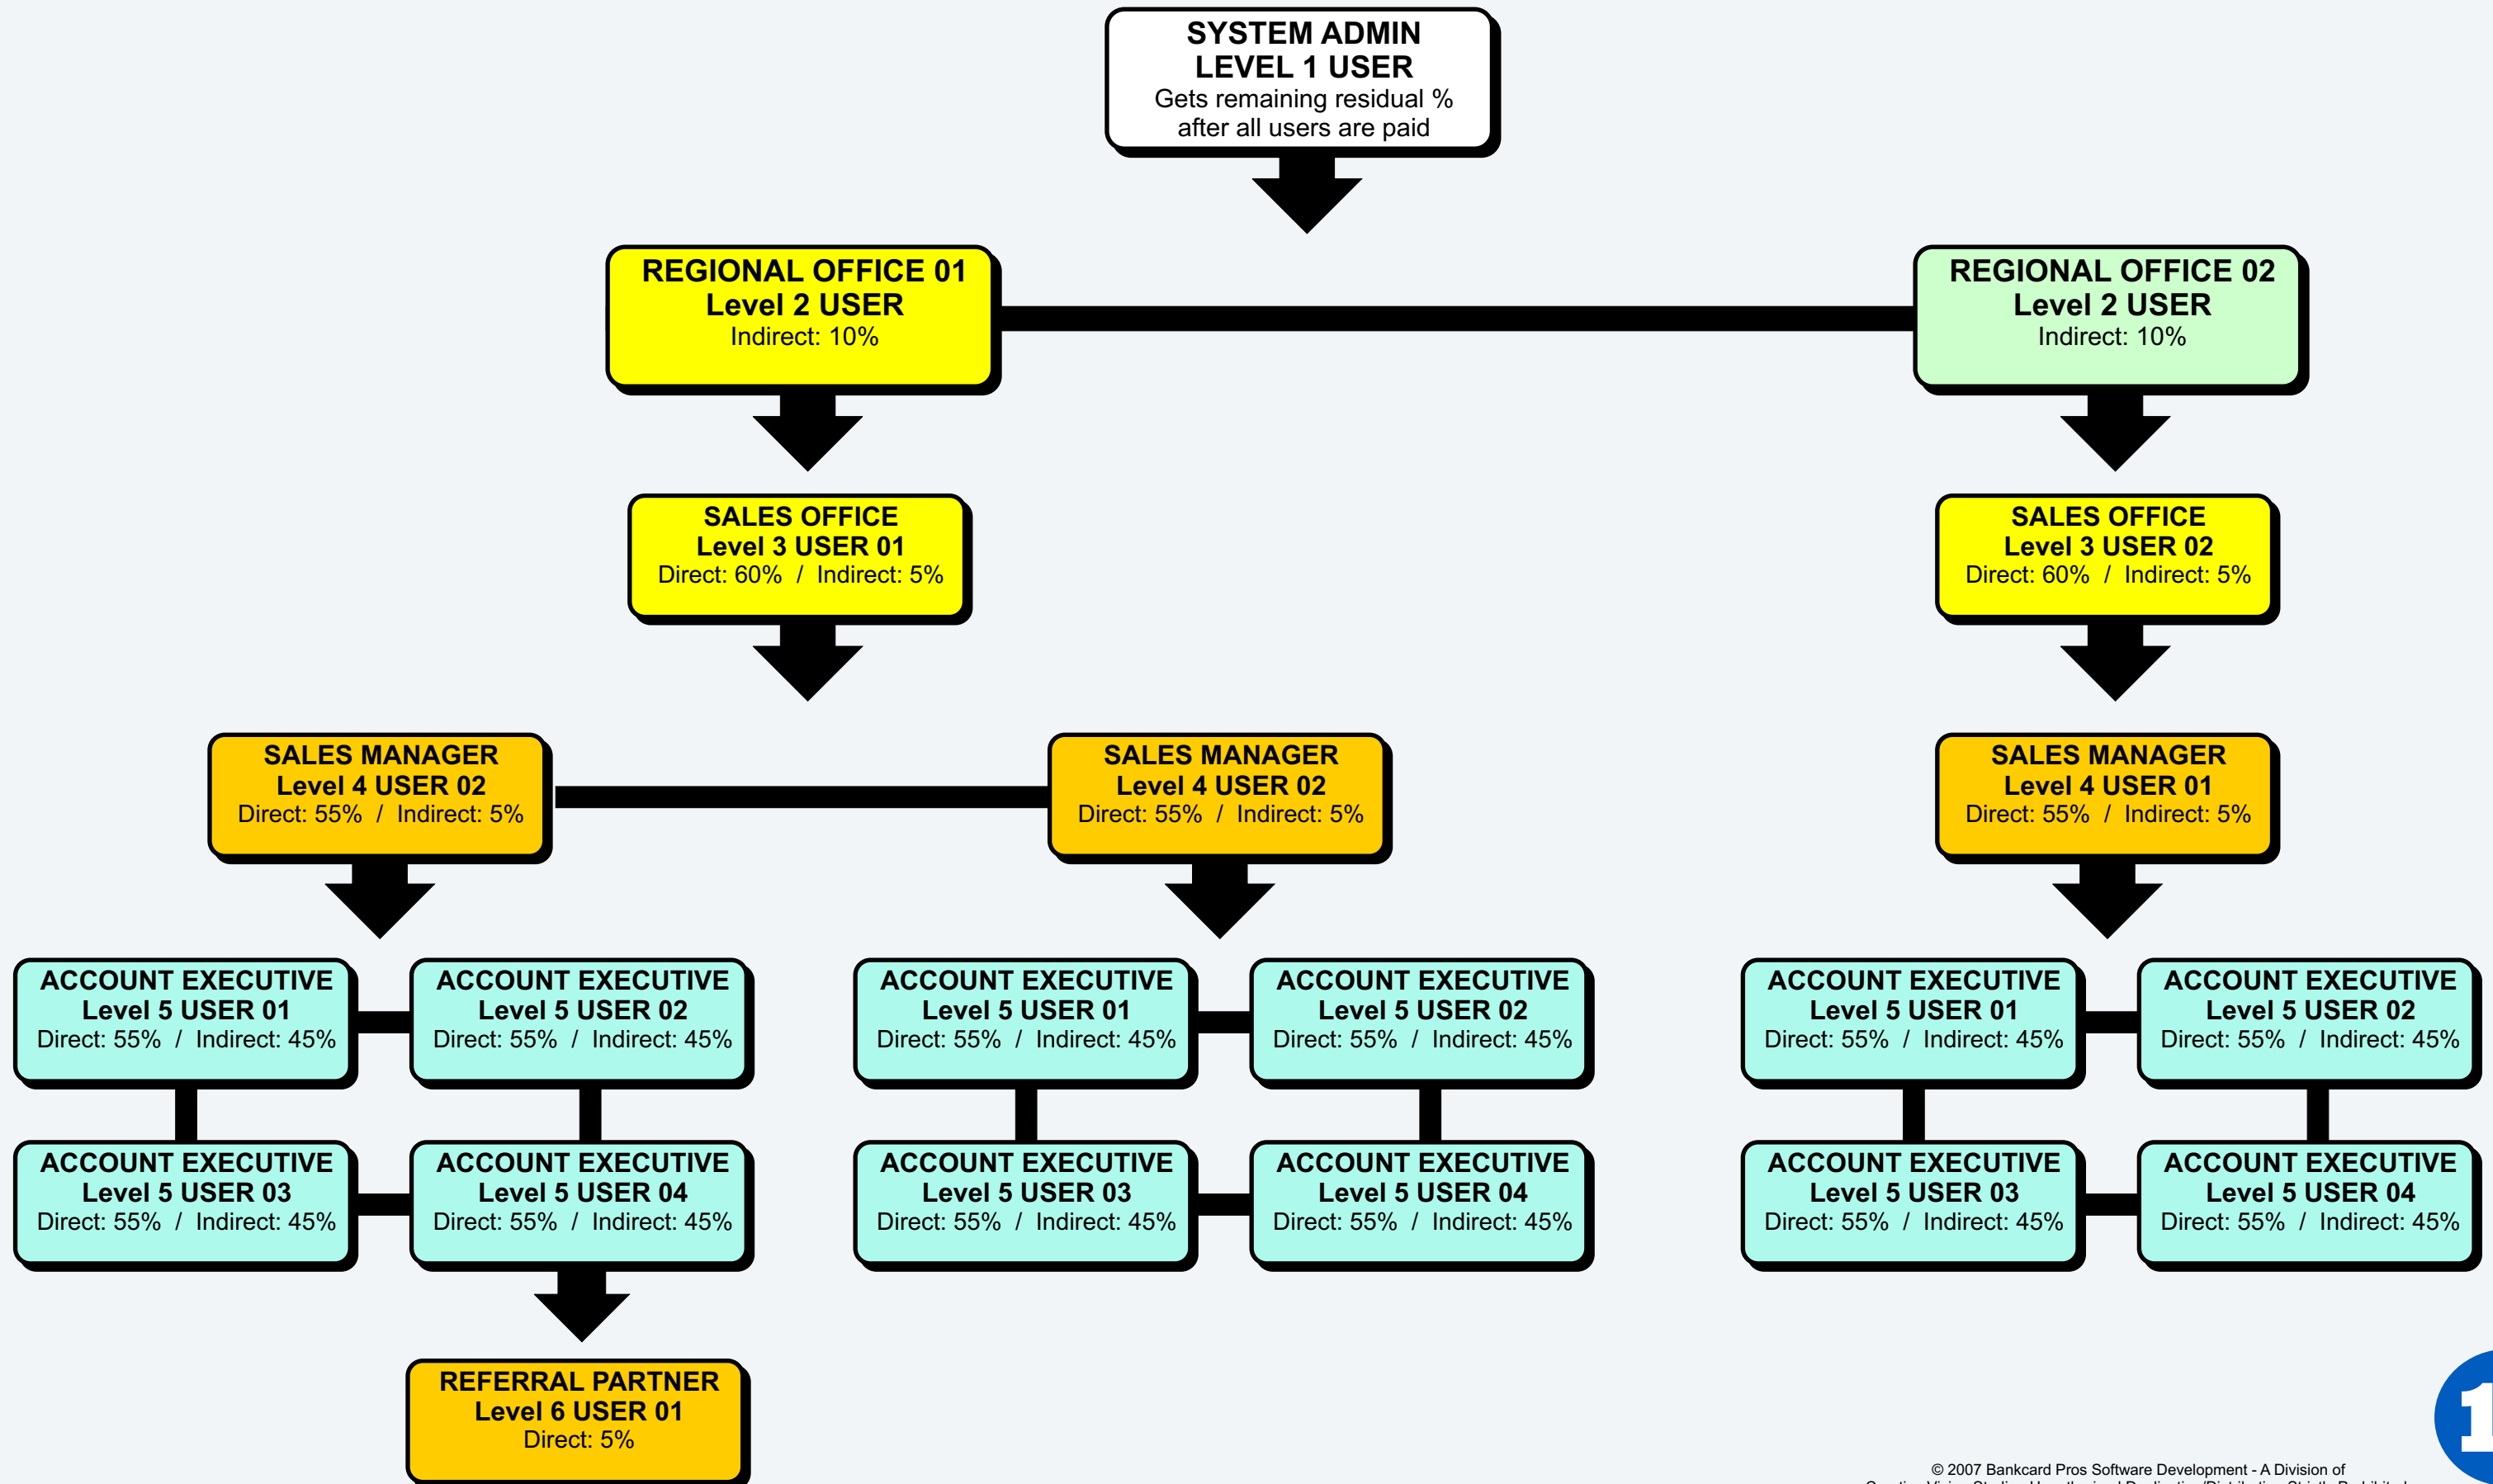 SYSTEM ADMIN
LEVEL 1 USER
Gets remaining residual %
after all users are paid
REGIONAL OFFICE 01
Level 2 USER
Indirect: 10%
REGIONAL OFFICE 02
Level 2 USER
Indirect: 10%
SALES OFFICE
Level 3 USER 01
Direct: 60% / Indirect: 5%
SALES OFFICE
Level 3 USER 02
Direct: 60% / Indirect: 5%
SALES MANAGER
Level 4 USER 02
Direct: 55% / Indirect: 5%
SALES MANAGER
Level 4 USER 02
Direct: 55% / Indirect: 5%
SALES MANAGER
Level 4 USER 01
Direct: 55% / Indirect: 5%
ACCOUNT EXECUTIVE
Level 5 USER 01
Direct: 55% / Indirect: 45%
ACCOUNT EXECUTIVE
Level 5 USER 02
Direct: 55% / Indirect: 45%
ACCOUNT EXECUTIVE
Level 5 USER 01
Direct: 55% / Indirect: 45%
ACCOUNT EXECUTIVE
Level 5 USER 02
Direct: 55% / Indirect: 45%
ACCOUNT EXECUTIVE
Level 5 USER 01
Direct: 55% / Indirect: 45%
ACCOUNT EXECUTIVE
Level 5 USER 02
Direct: 55% / Indirect: 45%
ACCOUNT EXECUTIVE
Level 5 USER 03
Direct: 55% / Indirect: 45%
ACCOUNT EXECUTIVE
Level 5 USER 04
Direct: 55% / Indirect: 45%
ACCOUNT EXECUTIVE
Level 5 USER 03
Direct: 55% / Indirect: 45%
ACCOUNT EXECUTIVE
Level 5 USER 04
Direct: 55% / Indirect: 45%
ACCOUNT EXECUTIVE
Level 5 USER 03
Direct: 55% / Indirect: 45%
ACCOUNT EXECUTIVE
Level 5 USER 04
Direct: 55% / Indirect: 45%
REFERRAL PARTNER
Level 6 USER 01
Direct: 5%
1
© 2007 Bankcard Pros Software Development - A Division of